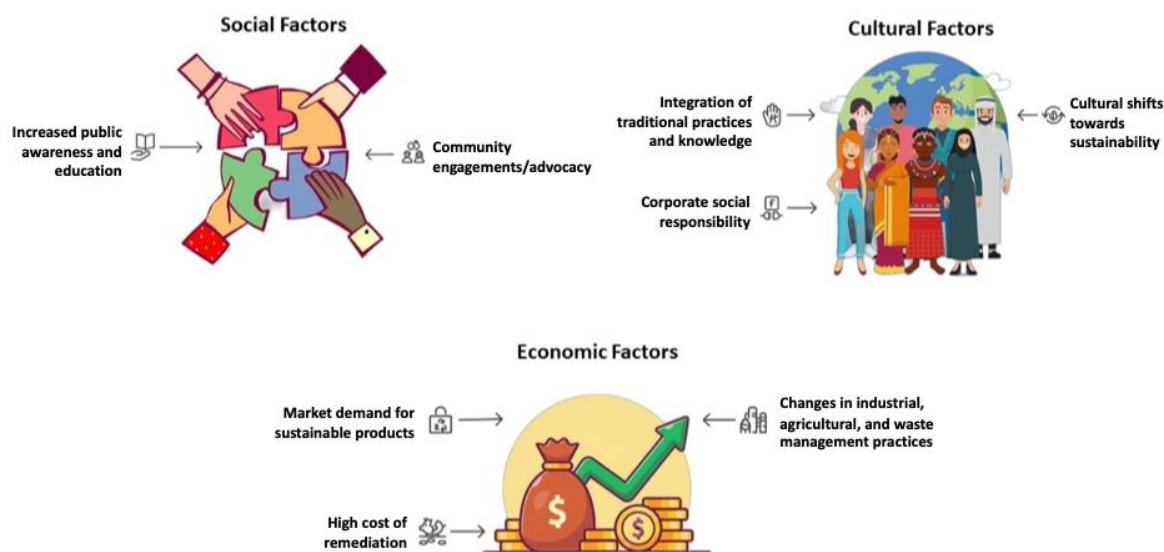 Social Factors
Increased public
awareness and
education
Community
engagements/advocacy
Cultural Factors
Integration of
traditional practices
and knowledge
Cultural shifts
towards
sustainability
Corporate social
responsibility
Economic Factors
Market demand for
sustainable products
Changes in industrial,
agricultural, and waste
management practices
High cost of
remediation
$
$